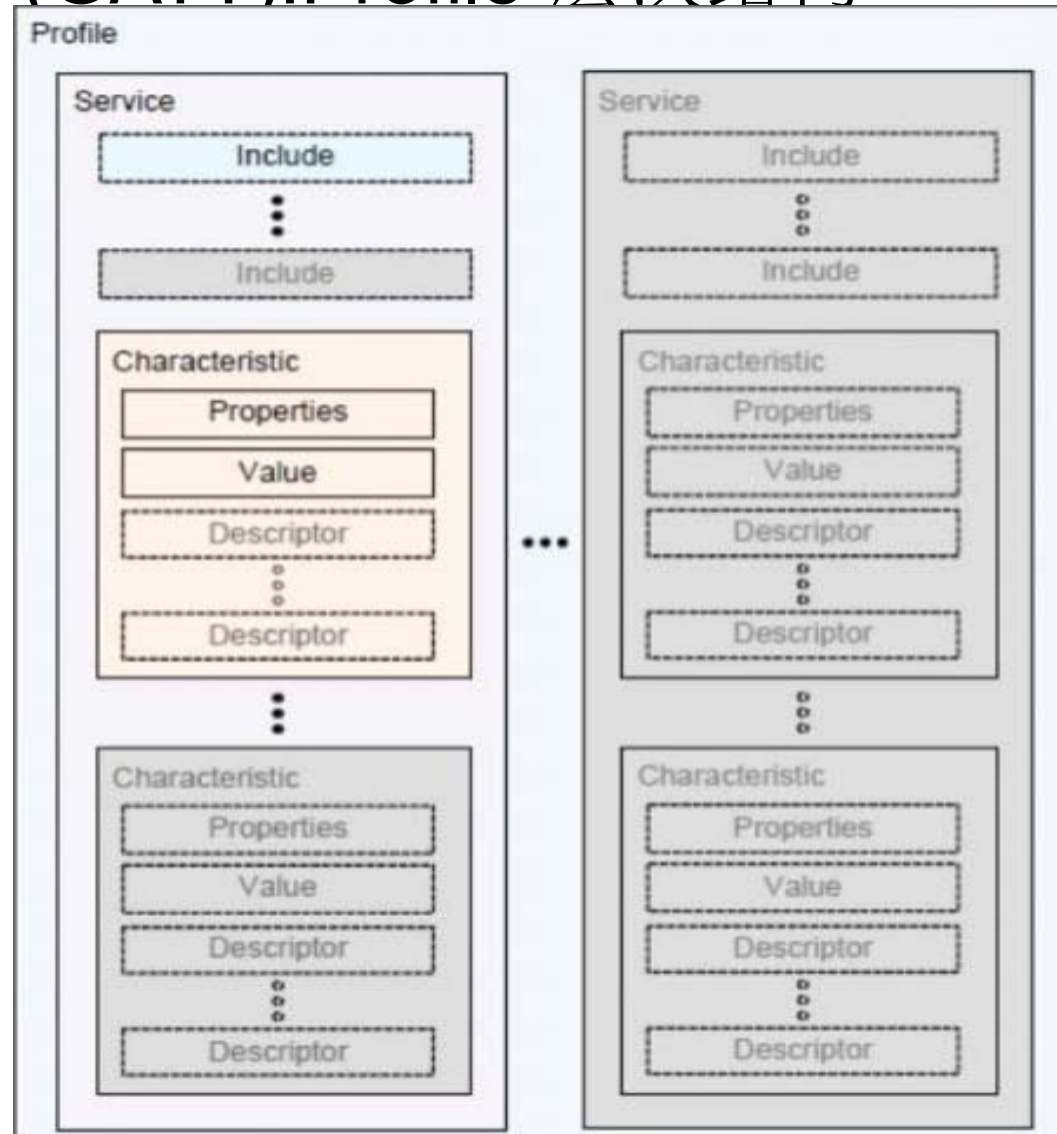 Profile
Service
Include
Include
Characteristic
Properties
Value
Descriptor
Descriptor
Characteristic
Properties
Value
Descriptor
Descriptor
Service
Include
Include
Characteristic
Properties
Value
Descriptor
Descriptor
Characteristic
Properties
Value
Descriptor
Descriptor